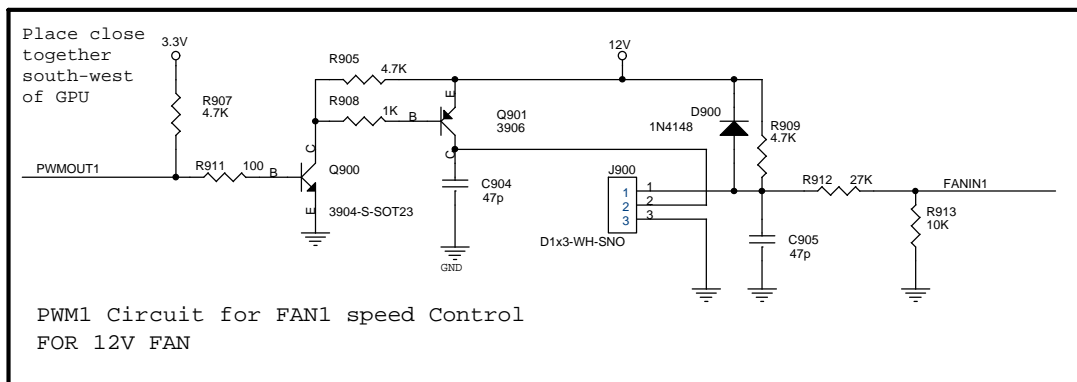 Place close
together
south-west
of GPU
3.3V
12V
R905
4.7K
R907
4.7K
R908
1K
B
E
Q901
3906
D900
1N4148
R909
4.7K
PWMOUT1
R911
100
B
C
Q900
E
3904-S-SOT23
C
C904
47p
GND
J900
1
2
3
1
2
3
D1x3-WH-SNO
R912
27K
FANIN1
R913
10K
C905
47p
PWM1 Circuit for FAN1 speed Control
FOR 12V FAN